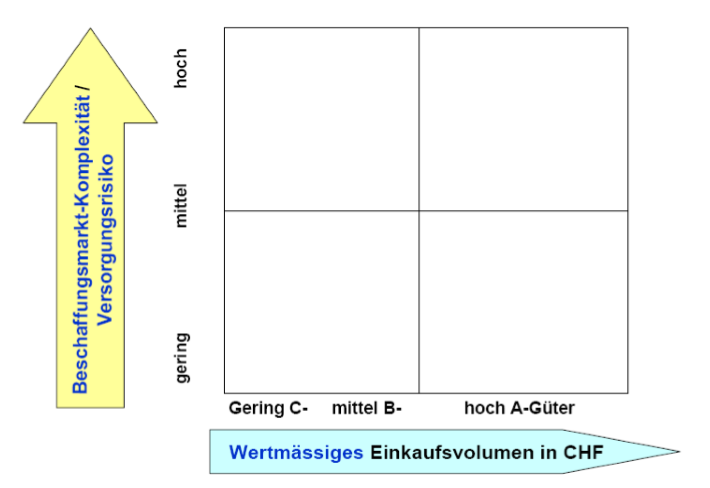 Beschaffungsmarkt-Komplexität /
Versorgungsrisiko
hoch
mittel
gering
Gering C- mittel B- hoch A-Güter
Wertmässiges Einkaufsvolumen in CHF